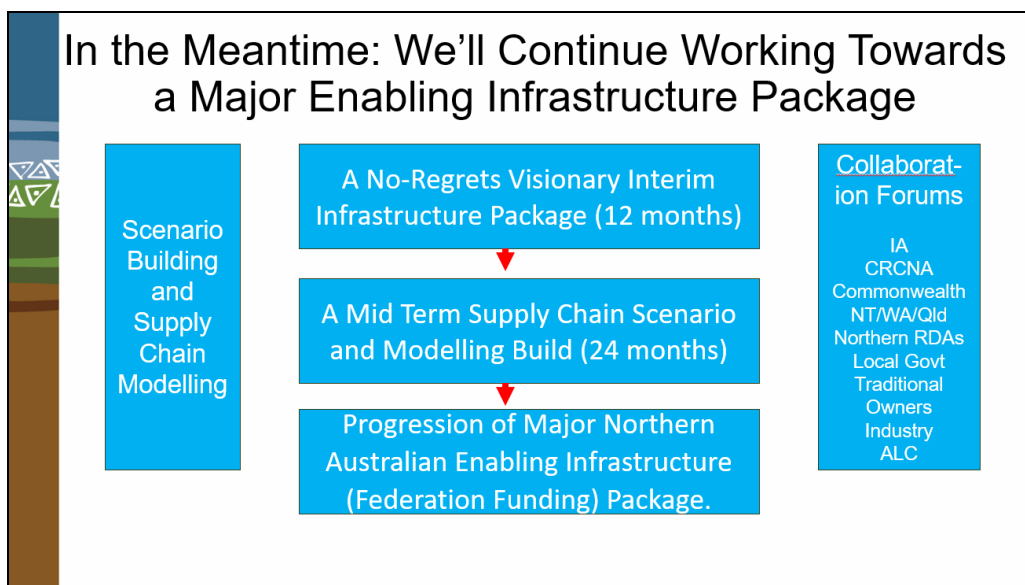 In the Meantime: We'll Continue Working Towards
a Major Enabling Infrastructure Package
Scenario
Building
and
Supply
Chain
Modelling
A No-Regrets Visionary Interim
Infrastructure Package (12 months)
A Mid Term Supply Chain Scenario
and Modelling Build (24 months)
Progression of Major Northern
Australian Enabling Infrastructure
(Federation Funding) Package.
Collaborat-
ion Forums
IA
CRCNA
Commonwealth
NT/WA/Qld
Northern RDAs
Local Govt
Traditional
Owners
Industry
ALC